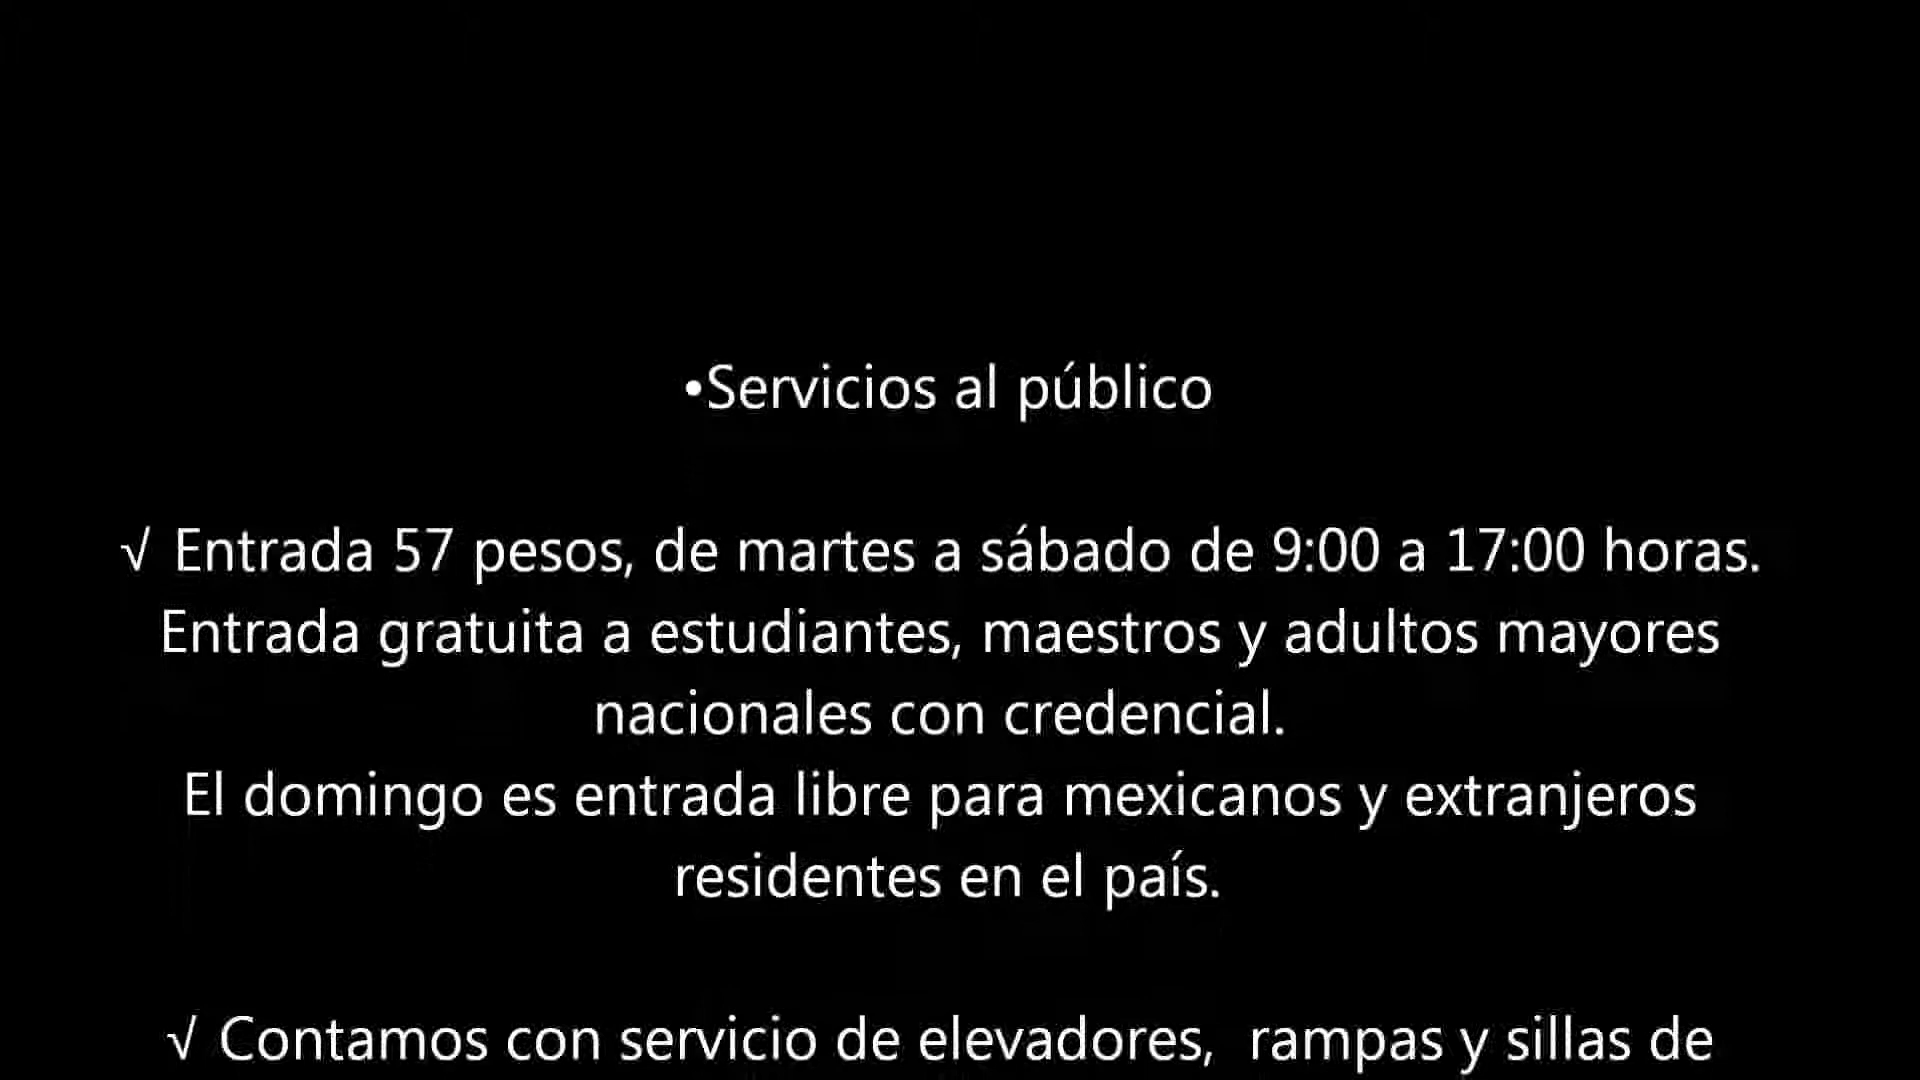 •Servicios al público
√ Entrada 57 pesos, de martes a sábado de 9:00 a 17:00 horas.
Entrada gratuita a estudiantes, maestros y adultos mayores
nacionales con credencial.
El domingo es entrada libre para mexicanos y extranjeros
residentes en el país.
√ Contamos con servicio de elevadores,  rampas y sillas de